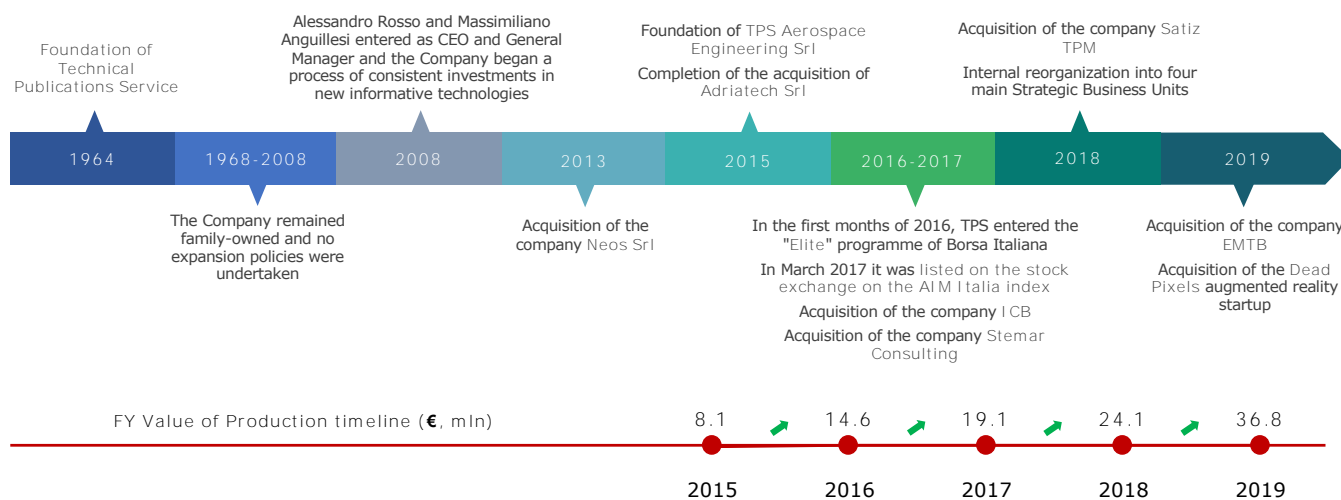 Foundation of
Technical
Publications Service
Alessandro Rosso and Massimiliano
Anguillesi entered as CEO and General
Manager and the Company began a
process of consistent investments in
new informative technologies
Foundation of TPS Aerospace
Engineering Srl
Completion of the acquisition of
Adriatech Srl
Acquisition of the company Satiz
TPM
Internal reorganization into four
main Strategic Business Units
1964
1968-2008
2008
2013
2015
2016-2017
2018
2019
The Company remained
family-owned and no
expansion policies were
undertaken
Acquisition of the
company Neos Srl
In the first months of 2016, TPS entered the
"Elite" programme of Borsa Italiana
In March 2017 it was listed on the stock
exchange on the AIM Italia index
Acquisition of the company ICB
Acquisition of the company Stemar
Consulting
Acquisition of the company
EMTB
Acquisition of the Dead
Pixels augmented reality
startup
FY Value of Production timeline (€, mln)
8.1
14.6
19.1
24.1
36.8
2015
2016
2017
2018
2019